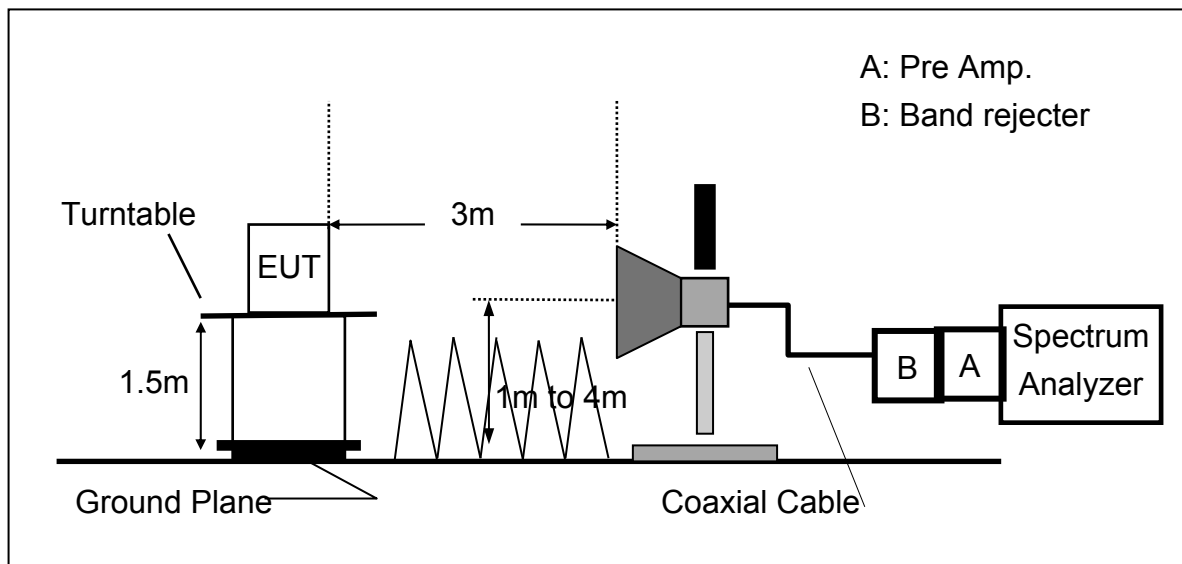 A: Pre Amp.
B: Band rejecter
Turntable
3m
EUT
1.5m
1m to 4m
B
A
Spectrum
Analyzer
Ground Plane
Coaxial Cable